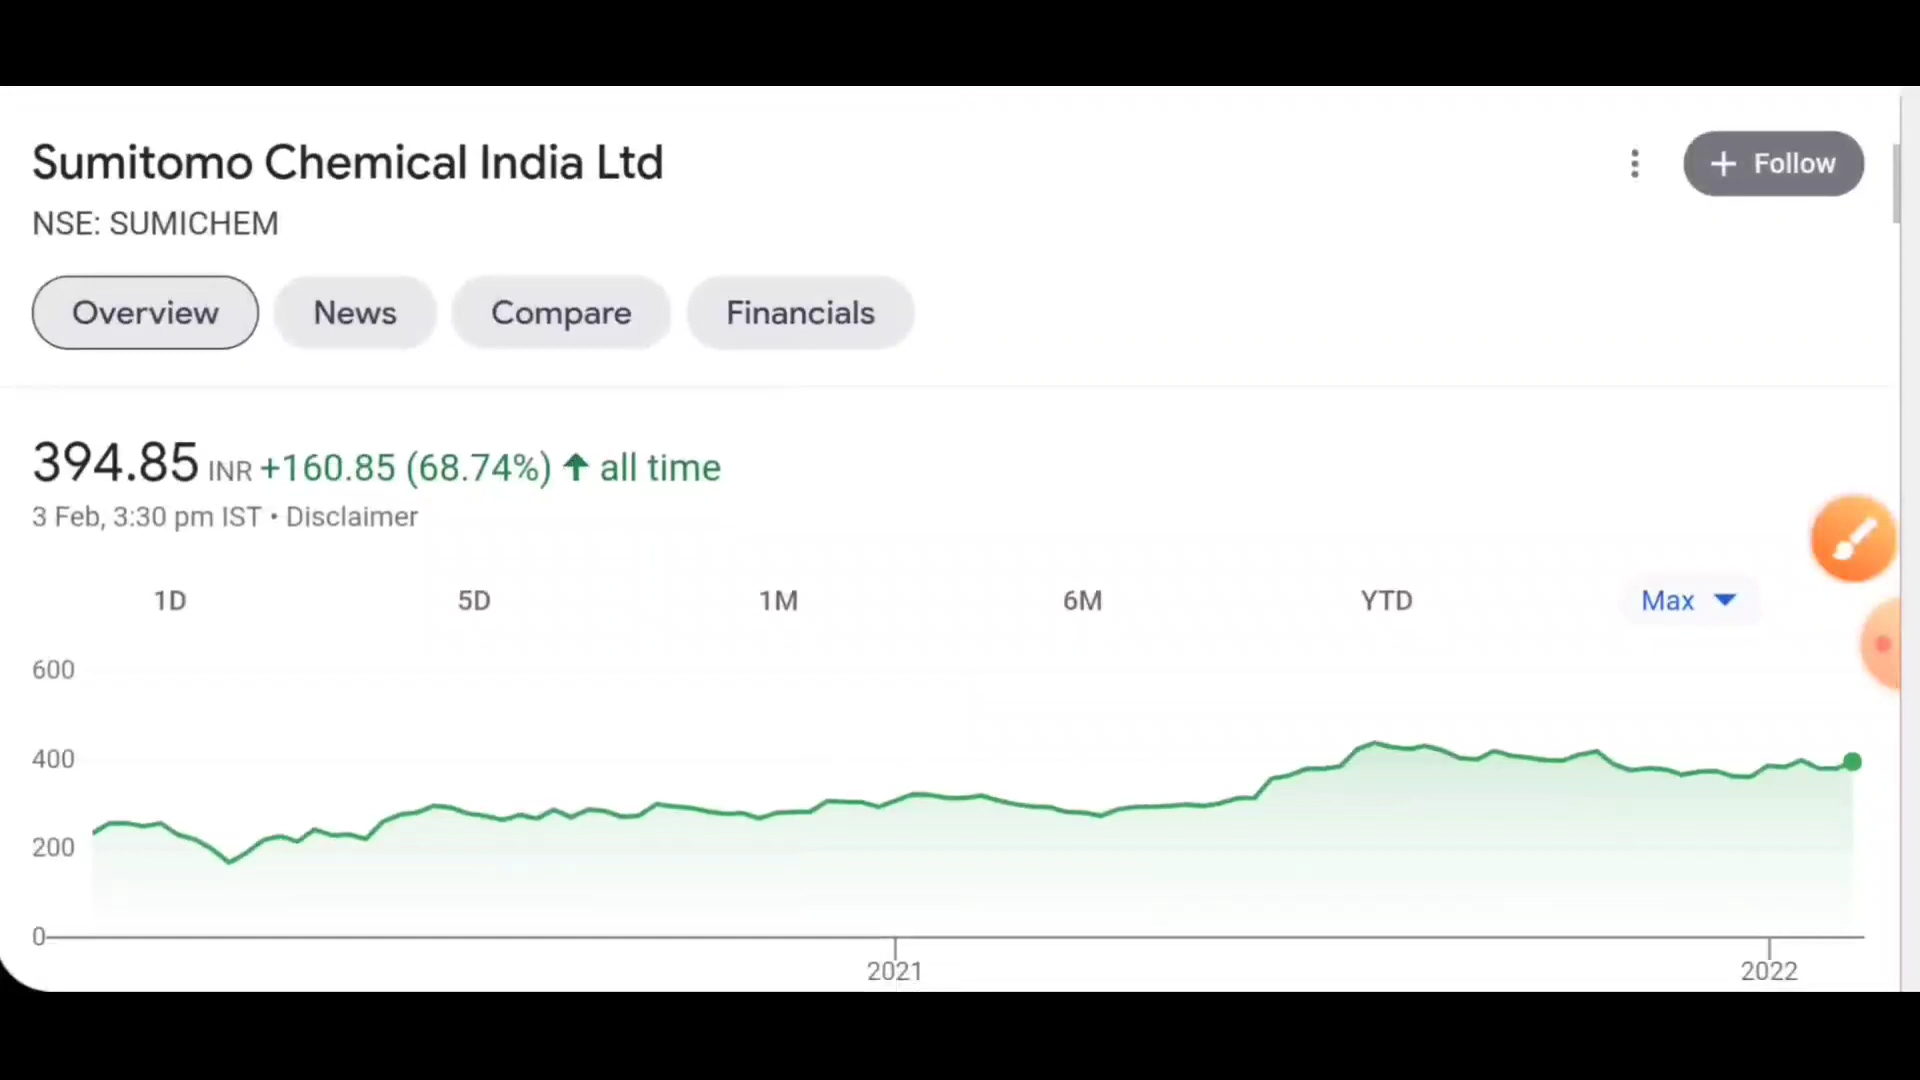 Sumitomo Chemical India Ltd
+ Follow
NSE: SUMICHEM
Overview News Compare Financials
394.85 INR +160.85 (68.74%) ↑ all time
3 Feb, 3:30 pm IST • Disclaimer
1D 5D 1M 6M YTD Max
600
400
200
0
2021 2022